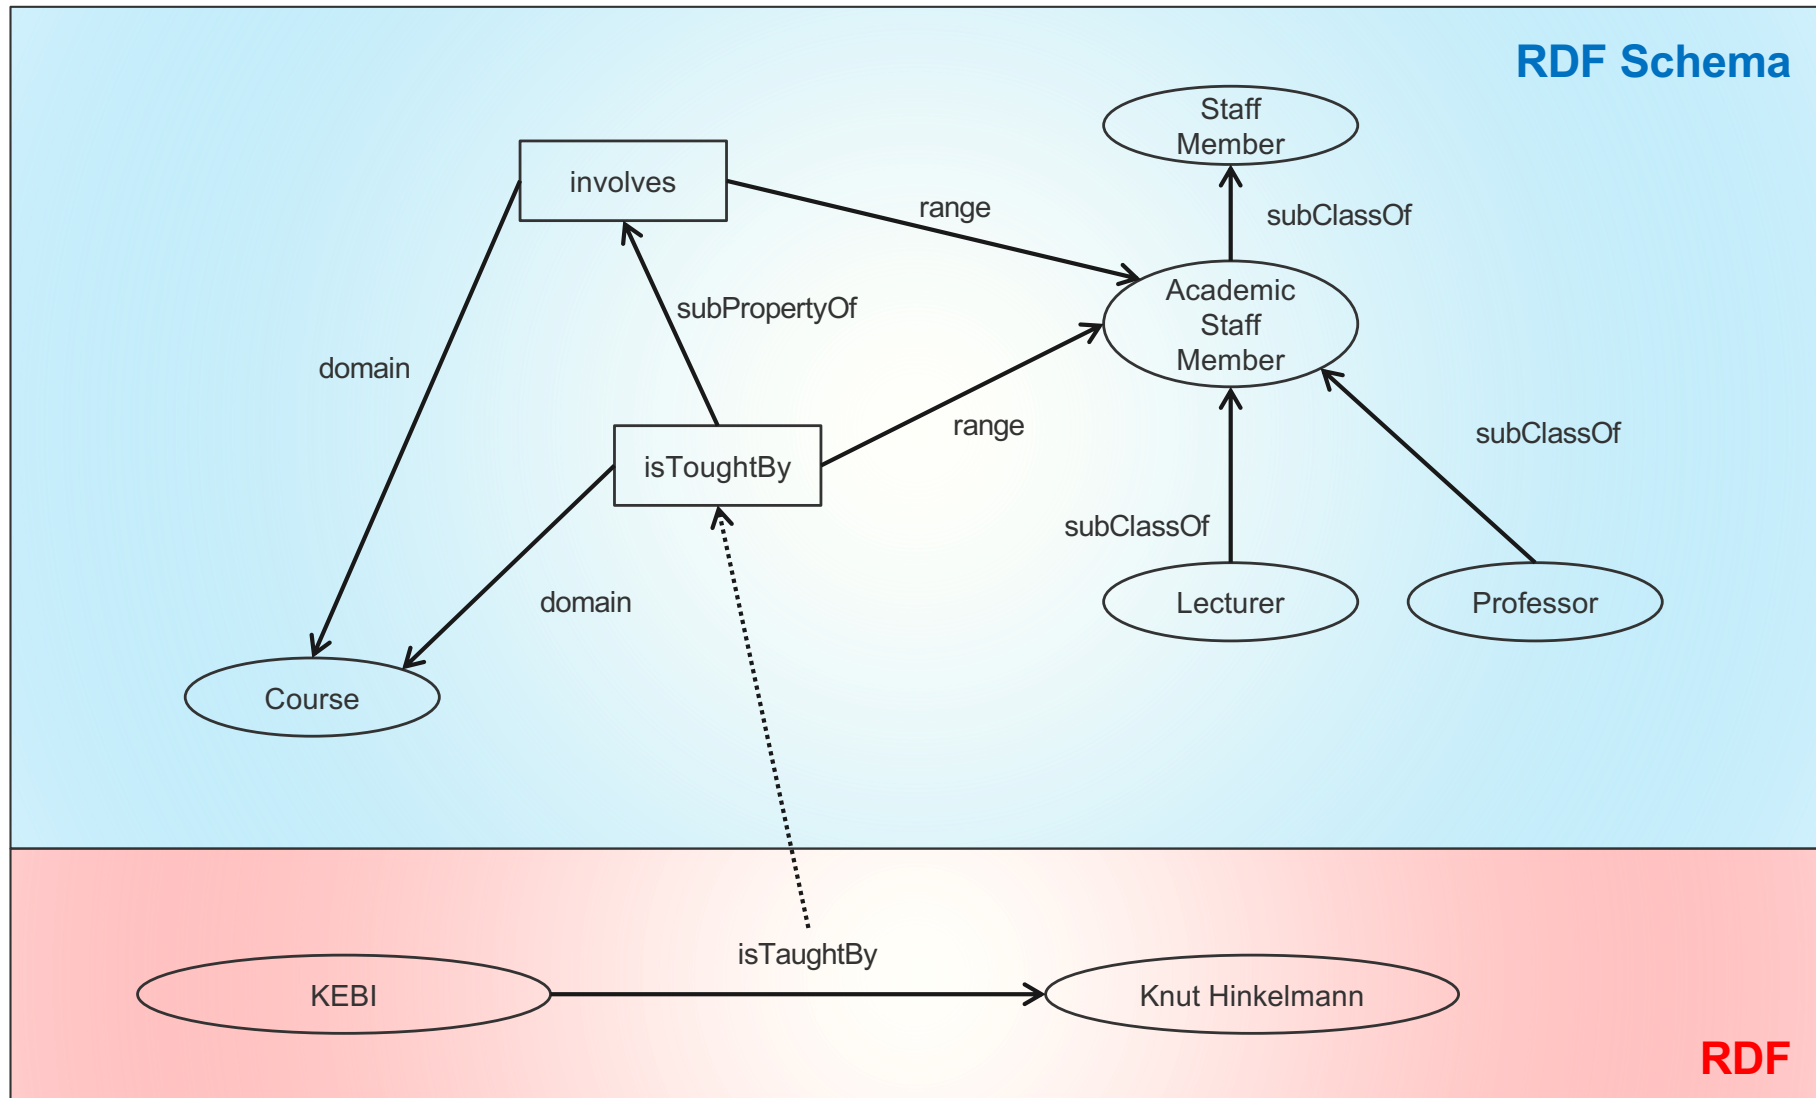 RDF Schema
Staff
Member
involves
range
subClassOf
Academic
Staff
Member
subPropertyOf
domain
range
subClassOf
isToughtBy
subClassOf
domain
Lecturer
Professor
Course
isTaughtBy
KEBI
Knut Hinkelmann
RDF